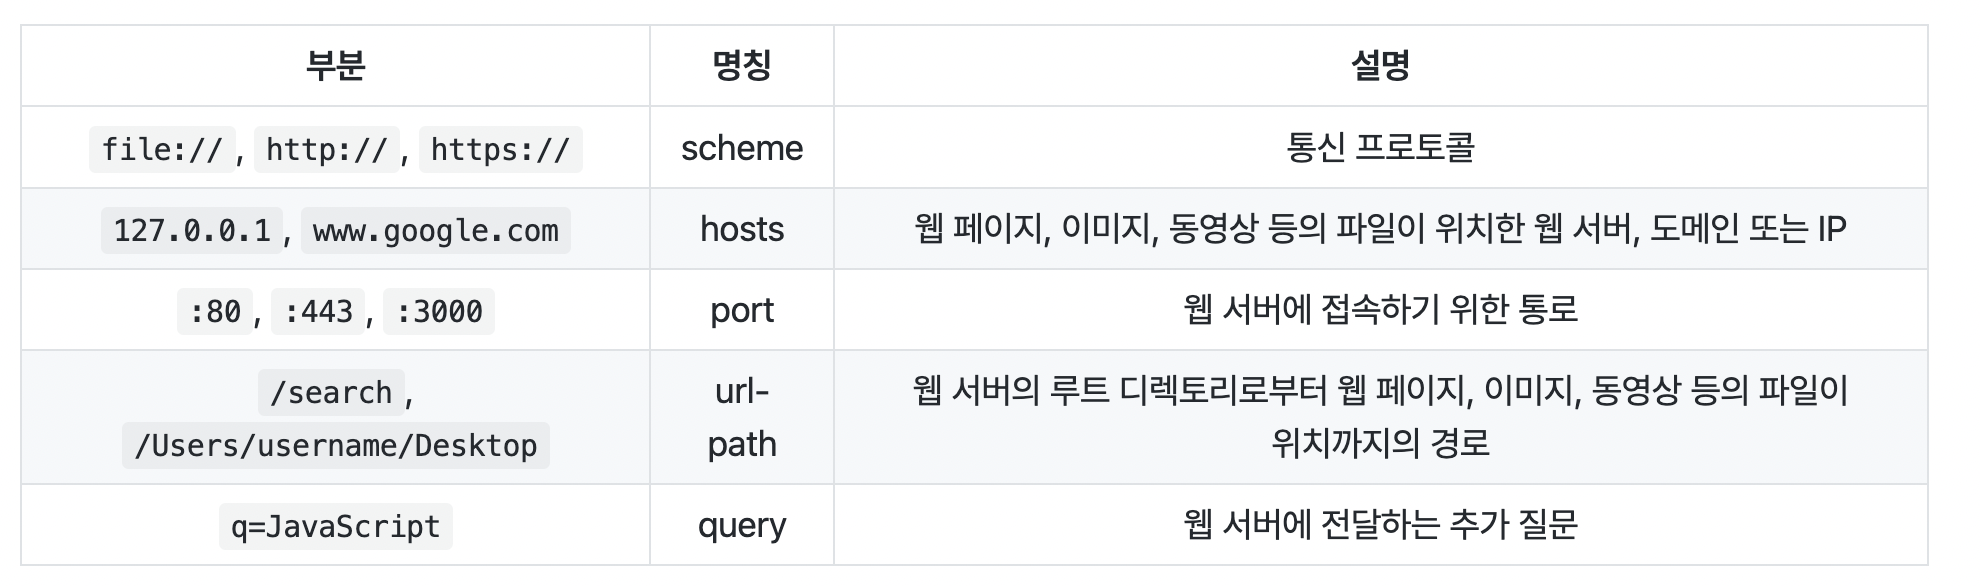 부분 명칭 설명
file://, http://, https:// scheme 통신 프로토콜
127.0.0.1, www.google.com hosts 웹 페이지, 이미지, 동영상 등의 파일이 위치한 웹 서버, 도메인 또는 IP
:80, :443, :3000 port 웹 서버에 접속하기 위한 통로
/search,
/Users/username/Desktop
url-
path
웹 서버의 루트 디렉토리로부터 웹 페이지, 이미지, 동영상 등의 파일이
위치까지의 경로
q=JavaScript query 웹 서버에 전달하는 추가 질문